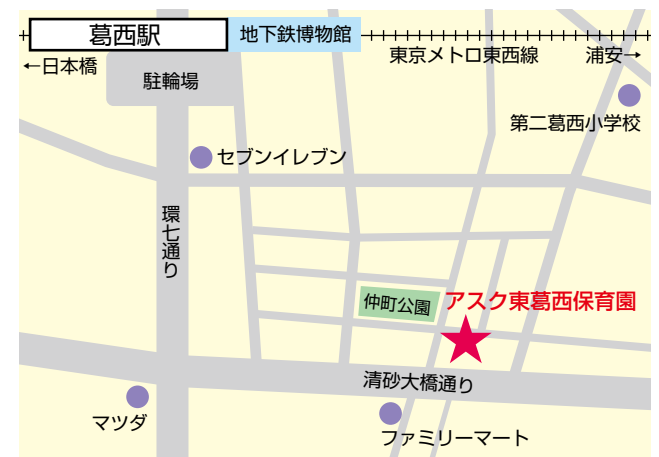 葛西駅
地下鉄博物館
東京メトロ東西線
浦安→
←日本橋
駐輪場
第二葛西小学校
セブンイレブン
環七通り
仲町公園
アスク東葛西保育園
清砂大橋通り
マツダ
ファミリーマート